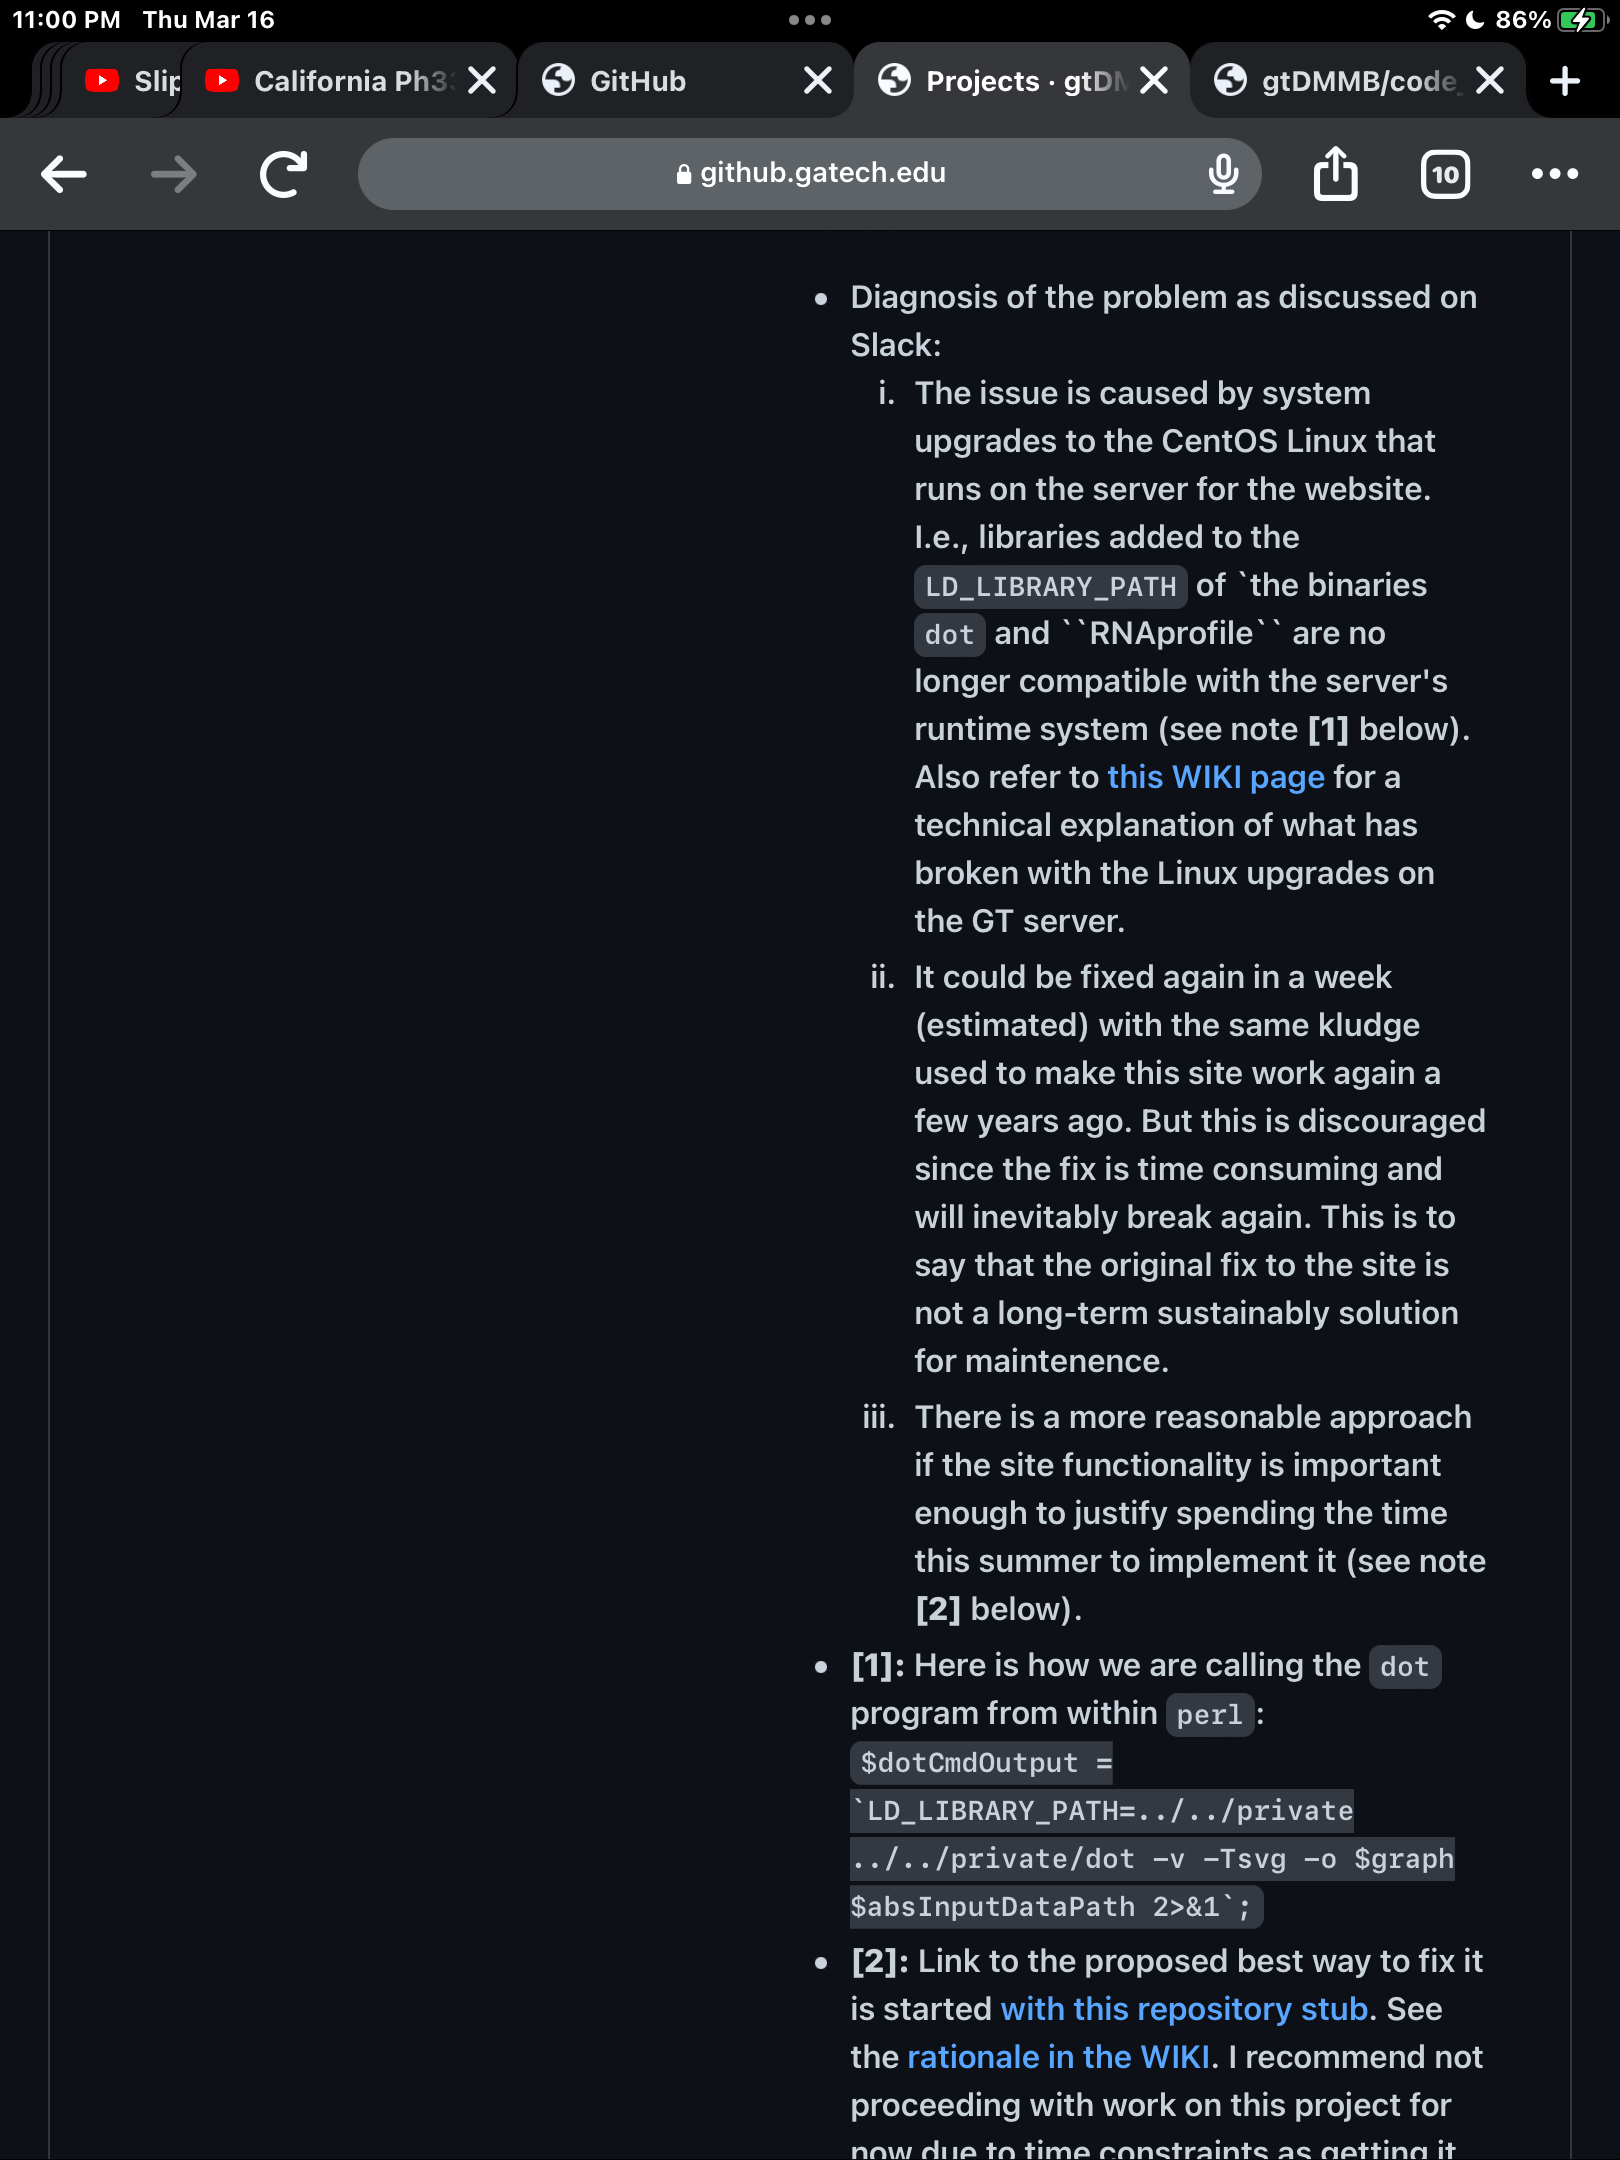 11:00 PM Thu Mar 16
86%
Slip
California Ph33
GitHub
Projects · gtDM
gtDMMB/code_
github.gatech.edu
10
Diagnosis of the problem as discussed on
Slack:
i. The issue is caused by system
upgrades to the CentOS Linux that
runs on the server for the website.
I.e., libraries added to the
LD_LIBRARY_PATH of `the binaries
dot and ``RNAprofile`` are no
longer compatible with the server's
runtime system (see note [1] below).
Also refer to this WIKI page for a
technical explanation of what has
broken with the Linux upgrades on
the GT server.
ii. It could be fixed again in a week
(estimated) with the same kludge
used to make this site work again a
few years ago. But this is discouraged
since the fix is time consuming and
will inevitably break again. This is to
say that the original fix to the site is
not a long-term sustainably solution
for maintenence.
iii. There is a more reasonable approach
if the site functionality is important
enough to justify spending the time
this summer to implement it (see note
[2] below).
[1]: Here is how we are calling the dot
program from within perl:
$dotCmdOutput =
`LD_LIBRARY_PATH=../../private
../../private/dot -v -Tsvg -o $graph
$absInputDataPath 2>&1`;
[2]: Link to the proposed best way to fix it
is started with this repository stub. See
the rationale in the WIKI. I recommend not
proceeding with work on this project for
now due to time constraints as getting it